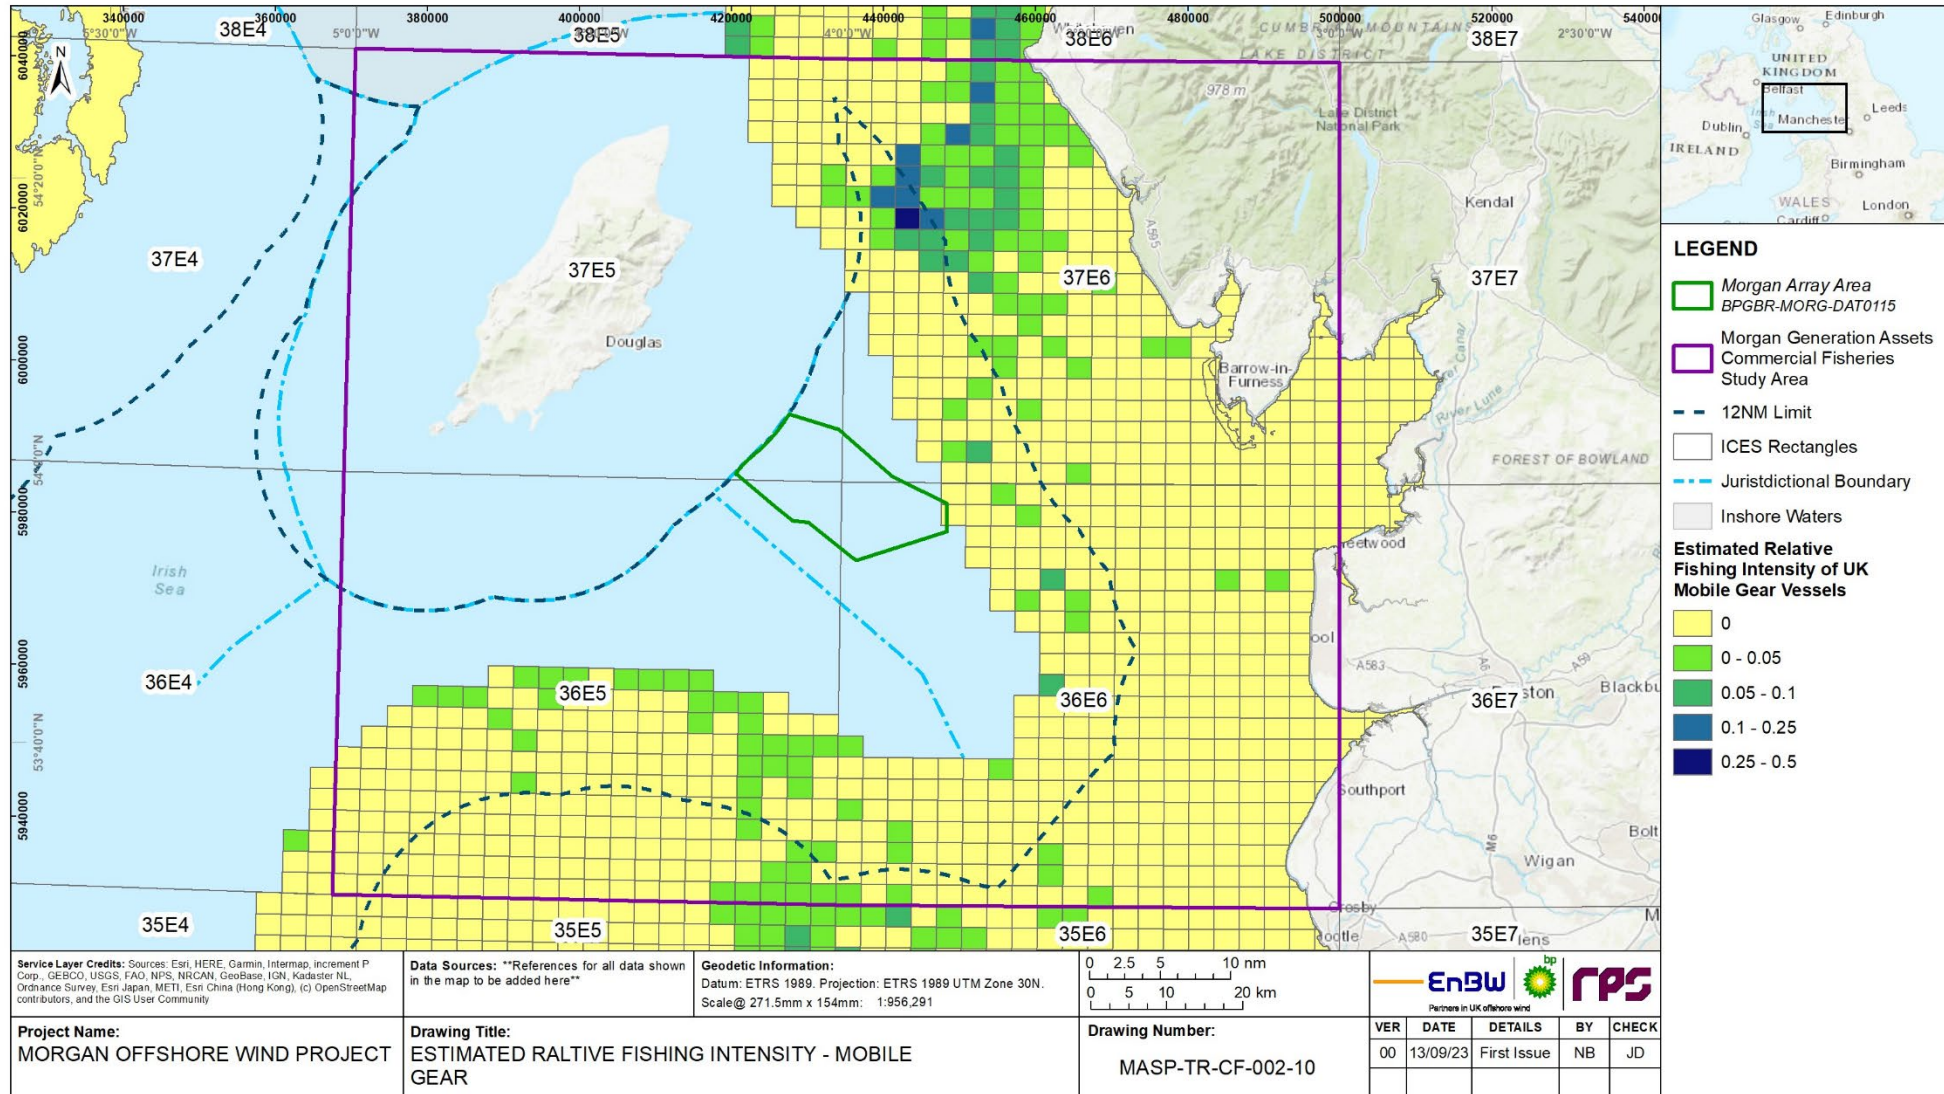 340000 360000 380000 400000 420000 440000 460000 480000 500000 520000 540000
5°30'0"W 38E4 5°0'0"W 38E5 4°0'0"W 38E6 3°0'0"W 38E7 2°30'0"W
6040000
N
54°20'0"N
6020000
6000000
54°0'0"N
5980000
5960000
53°40'0"N
5940000
CUMBRIAN MOUNTAINS
LAKE DISTRICT
978 m
Lake District
National Park
Kendal
A595
37E4
37E5
37E6
37E7
Douglas
Barrow-in-
Furness
River Lune
FOREST OF BOWLAND
Irish
Sea
A583
A6
A59
36E4
36E5
36E6
36E7
Southport
M6
Wigan
Crosby
A580
35E4
35E5
35E6
35E7
Glasgow
Edinburgh
UNITED
KINGDOM
Belfast
Leeds
Dublin
Irish
Sea
Manchester
IRELAND
Birmingham
WALES
London
Cardiff
LEGEND
Morgan Array Area
BPGBR-MORG-DAT0115
Morgan Generation Assets
Commercial Fisheries
Study Area
12NM Limit
ICES Rectangles
Juristdictional Boundary
Inshore Waters
Estimated Relative
Fishing Intensity of UK
Mobile Gear Vessels
0
0 - 0.05
0.05 - 0.1
0.1 - 0.25
0.25 - 0.5
Service Layer Credits: Sources: Esri, HERE, Garmin, Intermap, increment P
Corp., GEBCO, USGS, FAO, NPS, NRCAN, GeoBase, IGN, Kadaster NL,
Ordnance Survey, Esri Japan, METI, Esri China (Hong Kong), (c) OpenStreetMap
contributors, and the GIS User Community
Data Sources: **References for all data shown
in the map to be added here**
Geodetic Information:
Datum: ETRS 1989. Projection: ETRS 1989 UTM Zone 30N.
Scale@ 271.5mm x 154mm: 1:956,291
0 2.5 5 10 nm
0 5 10 20 km
EnBW
bp
rps
Partners in UK offshore wind
Project Name:
MORGAN OFFSHORE WIND PROJECT
Drawing Title:
ESTIMATED RALTIVE FISHING INTENSITY - MOBILE
GEAR
Drawing Number:
MASP-TR-CF-002-10
VER DATE DETAILS BY CHECK
00 13/09/23 First Issue NB JD